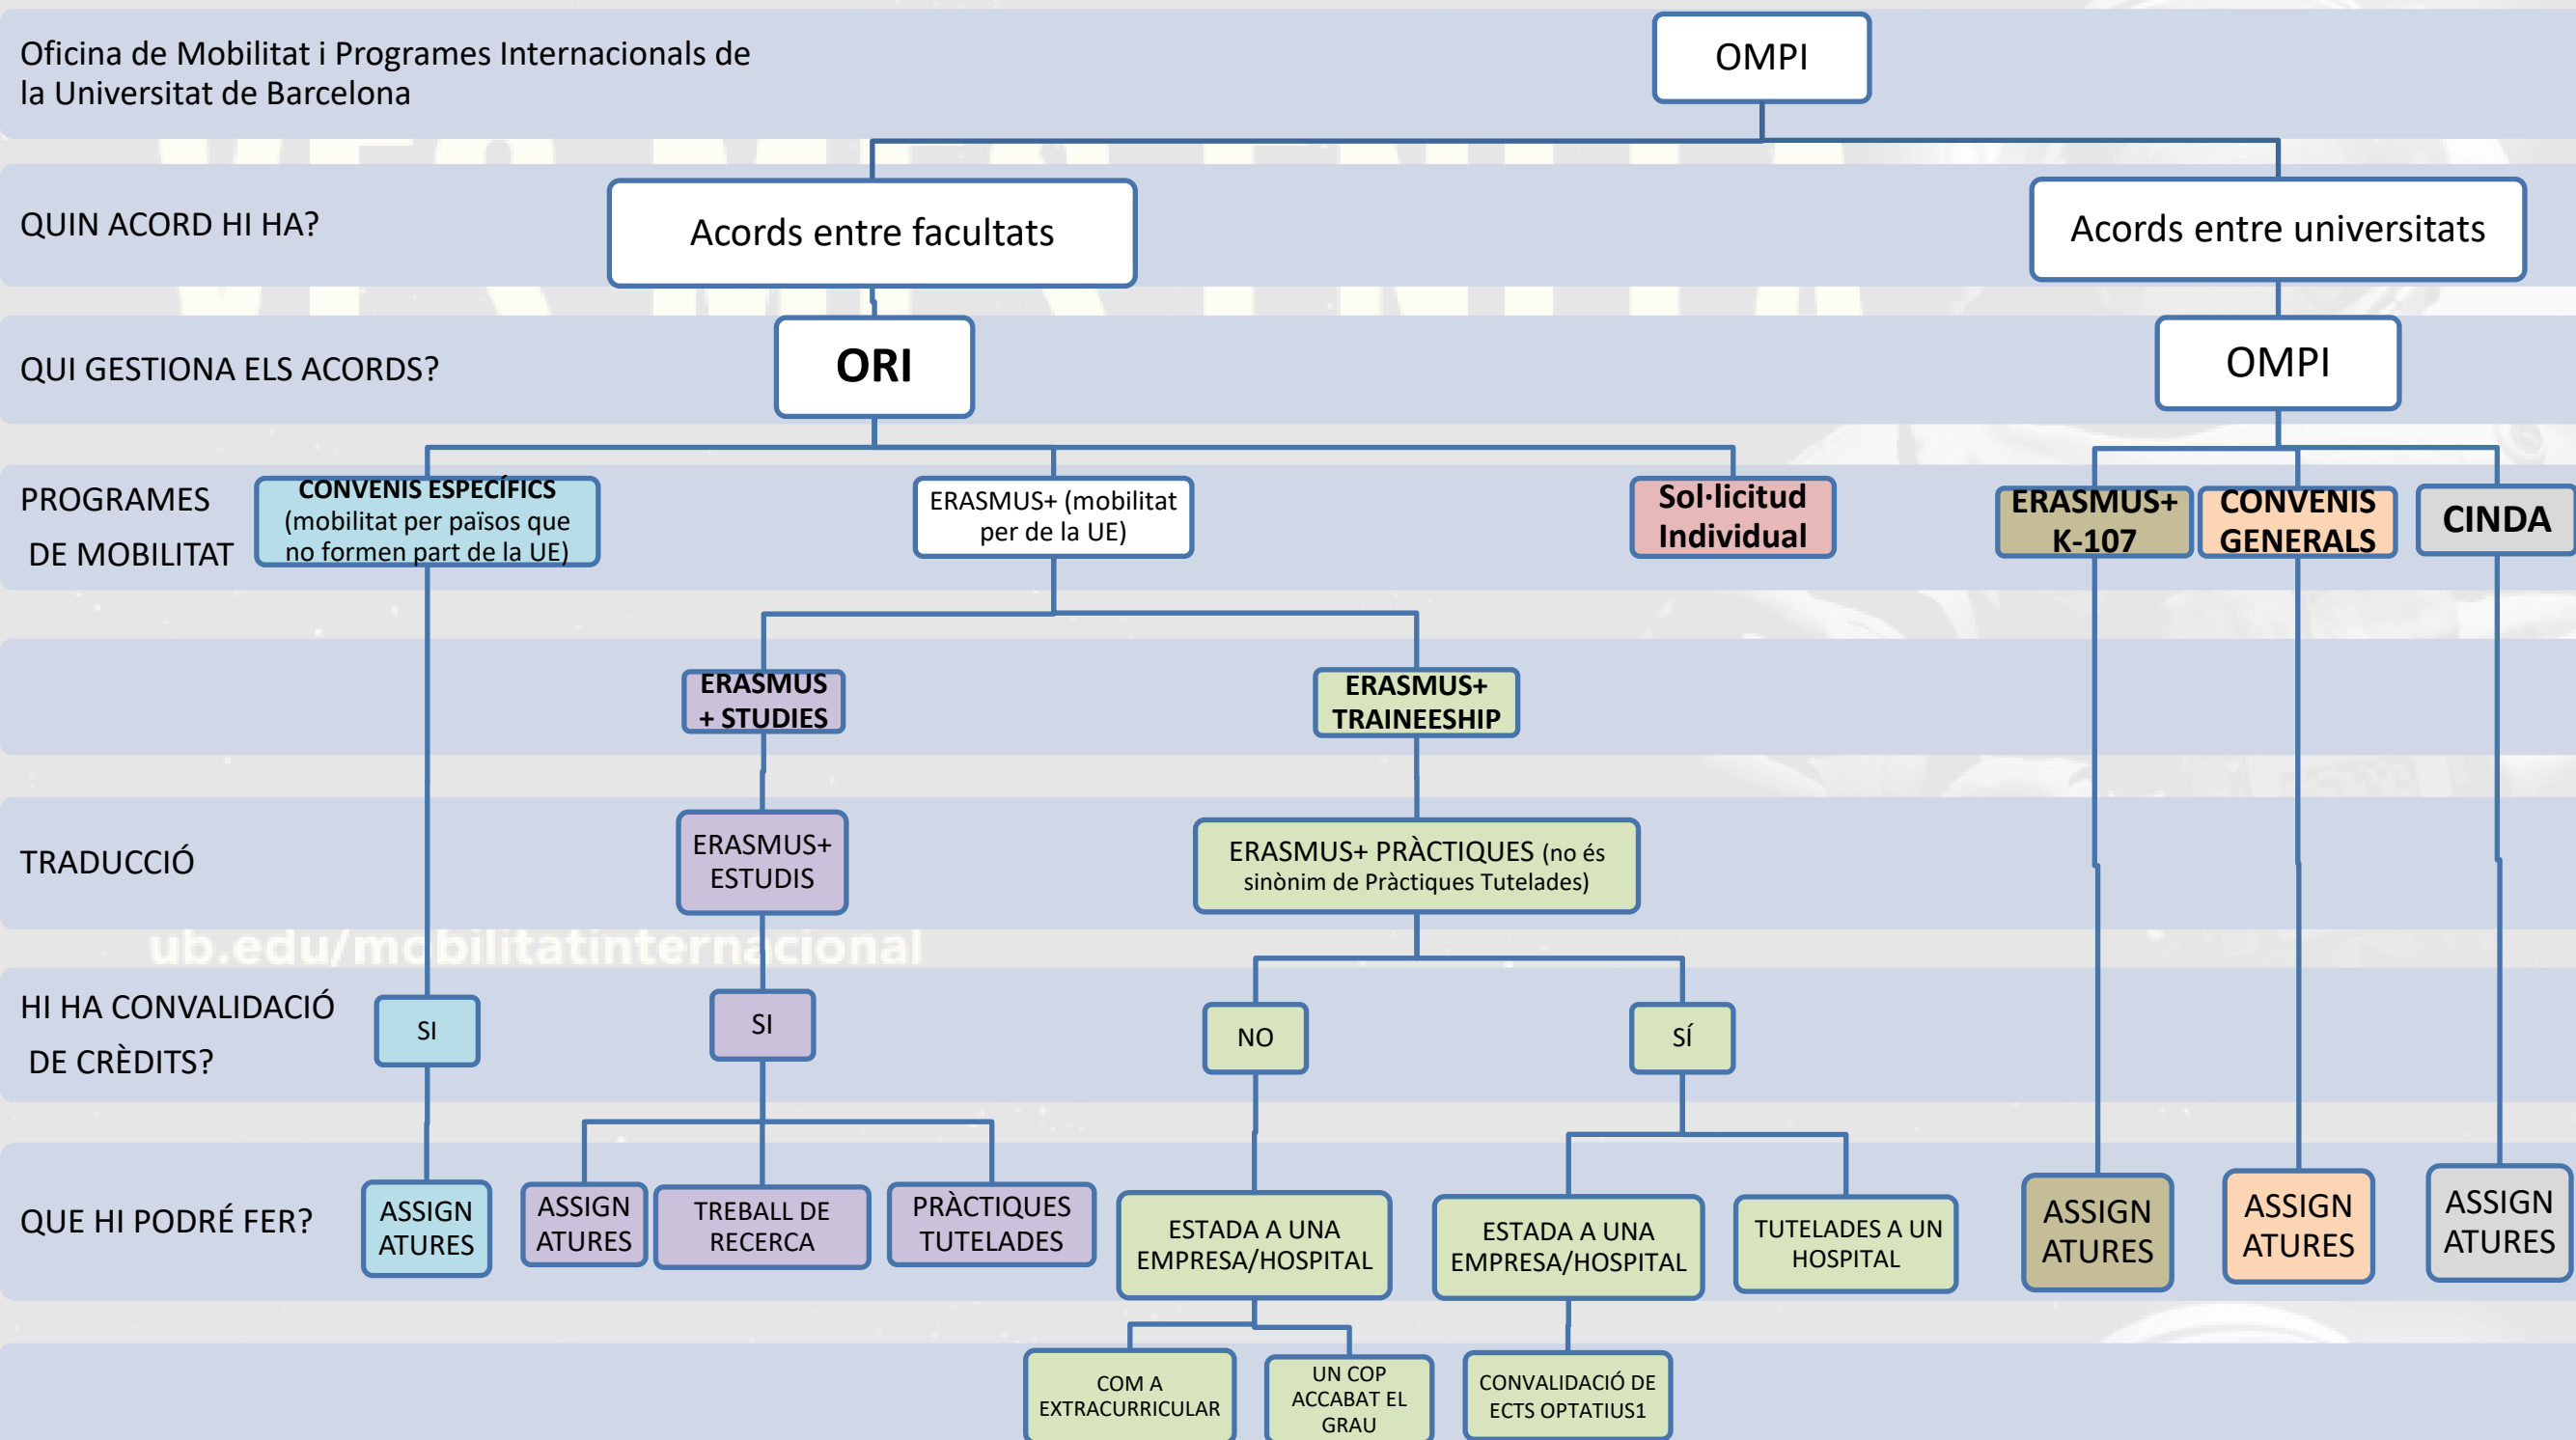 Oficina de Mobilitat i Programes Internacionals de
la Universitat de Barcelona
OMPI
QUIN ACORD HI HA?
Acords entre facultats
Acords entre universitats
QUI GESTIONA ELS ACORDS?
ORI
OMPI
PROGRAMES
DE MOBILITAT
CONVENIS ESPECÍFICS
(mobilitat per països que
no formen part de la UE)
ERASMUS+ (mobilitat
per de la UE)
Sol·licitud
Individual
ERASMUS+
K-107
CONVENIS
GENERALS
CINDA
ERASMUS
+ STUDIES
ERASMUS+
TRAINEESHIP
TRADUCCIÓ
ERASMUS+
ESTUDIS
ERASMUS+ PRÀCTIQUES (no és
sinònim de Pràctiques Tutelades)
ub.edu/mobilitatinternacional
HI HA CONVALIDACIÓ
DE CRÈDITS?
SI
SI
NO
SÍ
QUE HI PODRÉ FER?
ASSIGN
ATURES
ASSIGN
ATURES
TREBALL DE
RECERCA
PRÀCTIQUES
TUTELADES
ESTADA A UNA
EMPRESA/HOSPITAL
ESTADA A UNA
EMPRESA/HOSPITAL
TUTELADES A UN
HOSPITAL
ASSIGN
ATURES
ASSIGN
ATURES
ASSIGN
ATURES
COM A
EXTRACURRICULAR
UN COP
ACCABAT EL
GRAU
CONVALIDACIÓ DE
ECTS OPTATIUS1